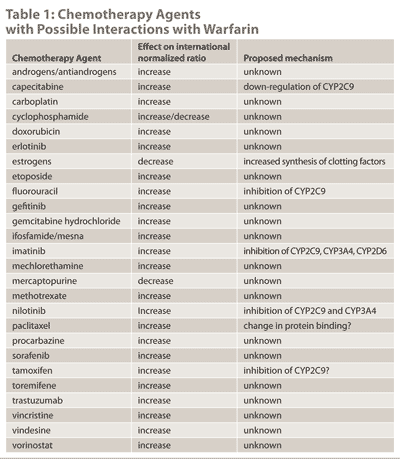 Table 1: Chemotherapy Agents
with Possible Interactions with Warfarin
Chemotherapy Agent Effect on international normalized ratio Proposed mechanism
androgens/antiandrogens increase unknown
capecitabine increase down-regulation of CYP2C9
carboplatin increase unknown
cyclophosphamide increase/decrease unknown
doxorubicin increase unknown
erlotinib increase unknown
estrogens decrease increased synthesis of clotting factors
etoposide increase unknown
fluorouracil increase inhibition of CYP2C9
gefitinib increase unknown
gemcitabine hydrochloride increase unknown
ifosfamide/mesna increase unknown
imatinib increase inhibition of CYP2C9, CYP3A4, CYP2D6
mechlorethamine increase unknown
mercaptopurine decrease unknown
methotrexate increase unknown
nilotinib Increase inhibition of CYP2C9 and CYP3A4
paclitaxel increase change in protein binding?
procarbazine increase unknown
sorafenib increase unknown
tamoxifen increase inhibition of CYP2C9?
toremifene increase unknown
trastuzumab increase unknown
vincristine increase unknown
vindesine increase unknown
vorinostat increase unknown